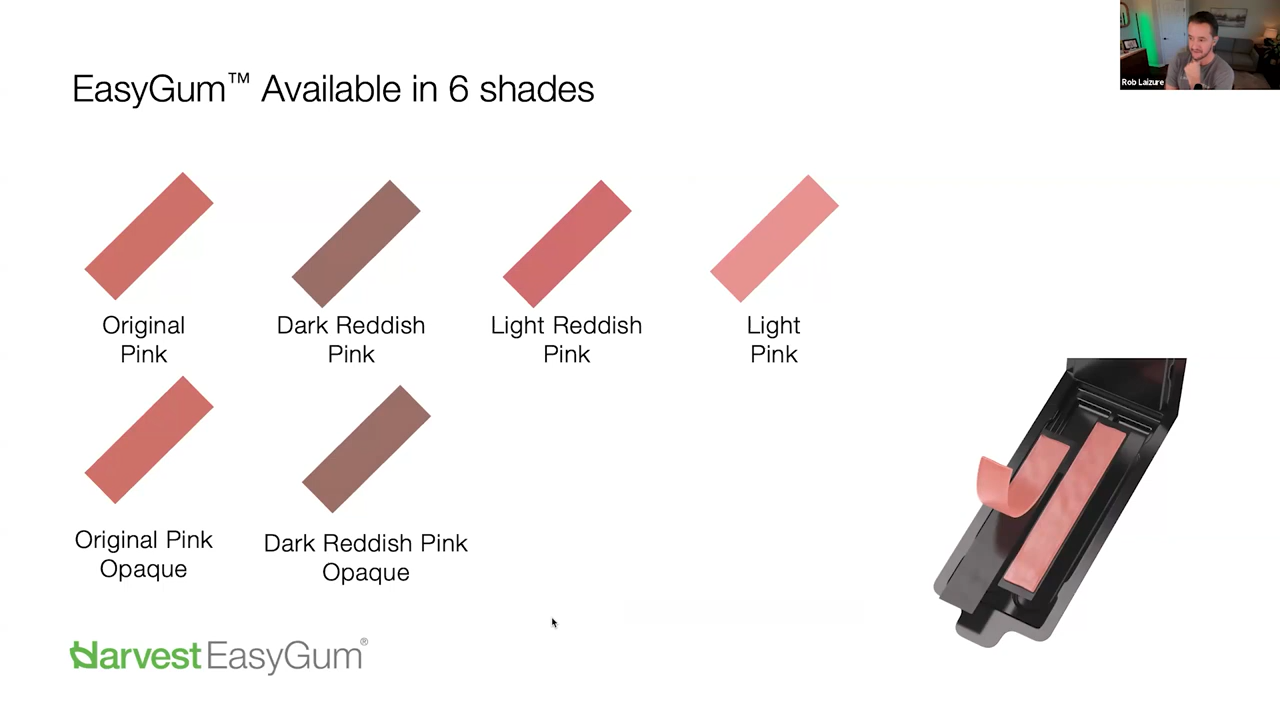 Rob Laizure
EasyGum™ Available in 6 shades
Original
Pink
Dark Reddish
Pink
Light Reddish
Pink
Light
Pink
Original Pink
Opaque
Dark Reddish Pink
Opaque
Harvest EasyGum®